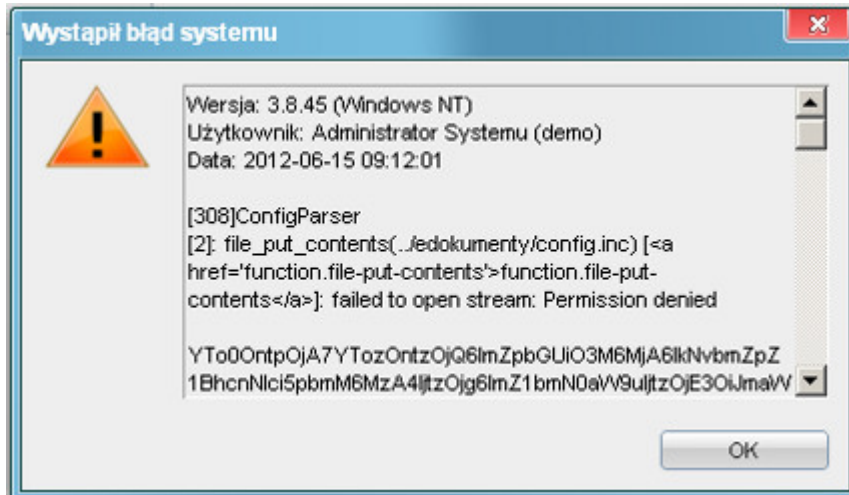 Wystąpił błąd systemu
Wersja: 3.8.45 (Windows NT)
Użytkownik: Administrator Systemu (demo)
Data: 2012-06-15 09:12:01
[308]ConfigParser
[2]: file_put_contents(../edokumenty/config.inc) [<a
href='function.file-put-contents'>function.file-put-
contents</a>]: failed to open stream: Permission denied
YTo0OntpOjA7YTozOntzOjQ6ImZpbGUiO3M6MjA6IkNvbmZpZ
1BhcnNlci5pbmM6MzA4IjtzOjg6ImZ1bmN0aW9uIjtzOjE3OiJmaW
OK